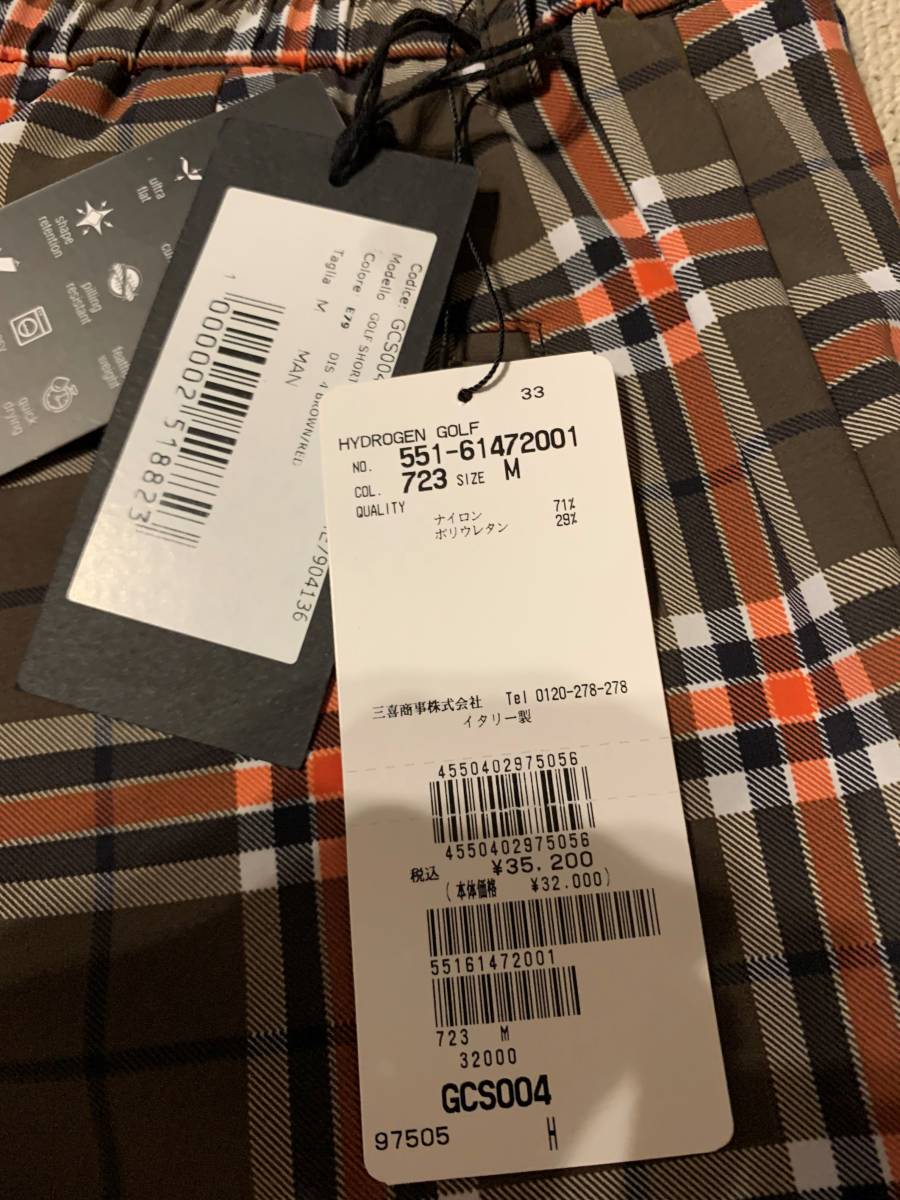 ultra
flat
shape
retention
pilling
resistant
quick
drying
weight
Codice: GCS004
Modello GOLF SHORT
Colore: E79 DIS 4 BROWN/RED
Taglia M MAN
1
000002518823
7904136
33
HYDROGEN GOLF
NO. 551-61472001
COL. 723 SIZE M
QUALITY
ナイロン 71%
ポリウレタン 29%
三喜商事株式会社 Tel 0120-278-278
イタリー製
4550402975056
4550402975056
税込 ¥35.200
(本体価格 ¥32.000)
55161472001
723 M
32000
GCS004
97505 H